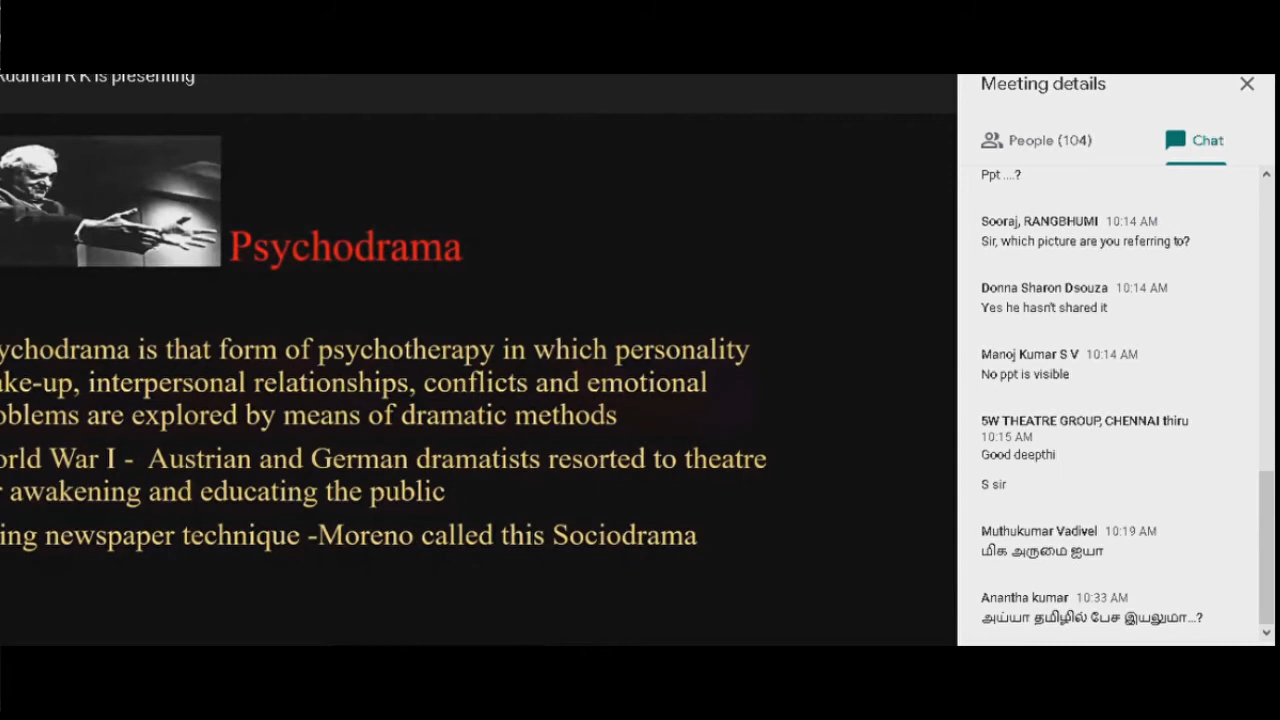 Rudhran R K is presenting
Psychodrama
ychodrama is that form of psychotherapy in which personality
ake-up, interpersonal relationships, conflicts and emotional
oblems are explored by means of dramatic methods
orld War I - Austrian and German dramatists resorted to theatre
r awakening and educating the public
ing newspaper technique -Moreno called this Sociodrama
Meeting details
People (104)
Chat
Ppt ....?
Sooraj, RANGBHUMI 10:14 AM
Sir, which picture are you referring to?
Donna Sharon Dsouza 10:14 AM
Yes he hasn't shared it
Manoj Kumar S V 10:14 AM
No ppt is visible
5W THEATRE GROUP, CHENNAI thiru
10:15 AM
Good deepthi
S sir
Muthukumar Vadivel 10:19 AM
மிக அருமை ஐயா
Anantha kumar 10:33 AM
அய்யா தமிழில் பேச இயலுமா...?